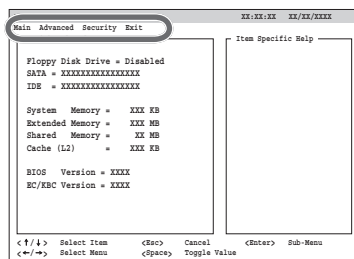 XX:XX:XX XX/XX/XXXX
Main Advanced Security Exit
Item Specific Help
Floppy Disk Drive = Disabled
SATA = XXXXXXXXXXXXXXXX
IDE = XXXXXXXXXXXXXXXX
System Memory = XXX KB
Extended Memory = XXX MB
Shared Memory = XX MB
Cache (L2) = XXX KB
BIOS Version = XXXX
EC/KBC Version = XXXX
<↑/↓> Select Item <Esc> Cancel <Enter> Sub-Menu
<←/→> Select Menu <Space> Toggle Value